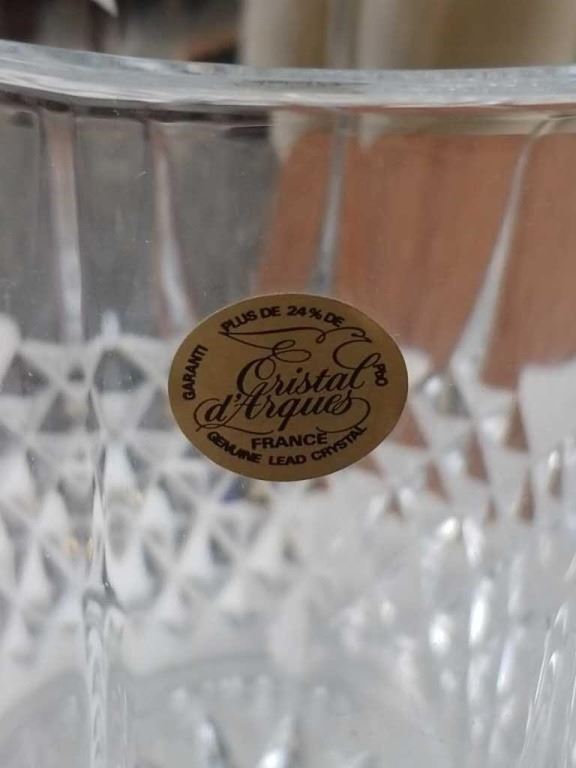 GARANTI PLUS DE 24% DE PbO
Cristal
d'Arques
FRANCE
GENUINE LEAD CRYSTAL